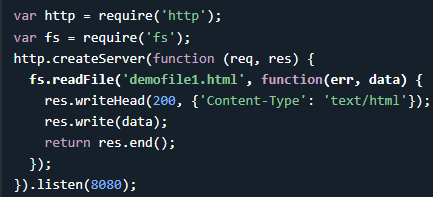 var http = require('http');
var fs = require('fs');
http.createServer(function (req, res) {
  fs.readFile('demofile1.html', function(err, data) {
    res.writeHead(200, {'Content-Type': 'text/html'});
    res.write(data);
    return res.end();
  });
}).listen(8080);